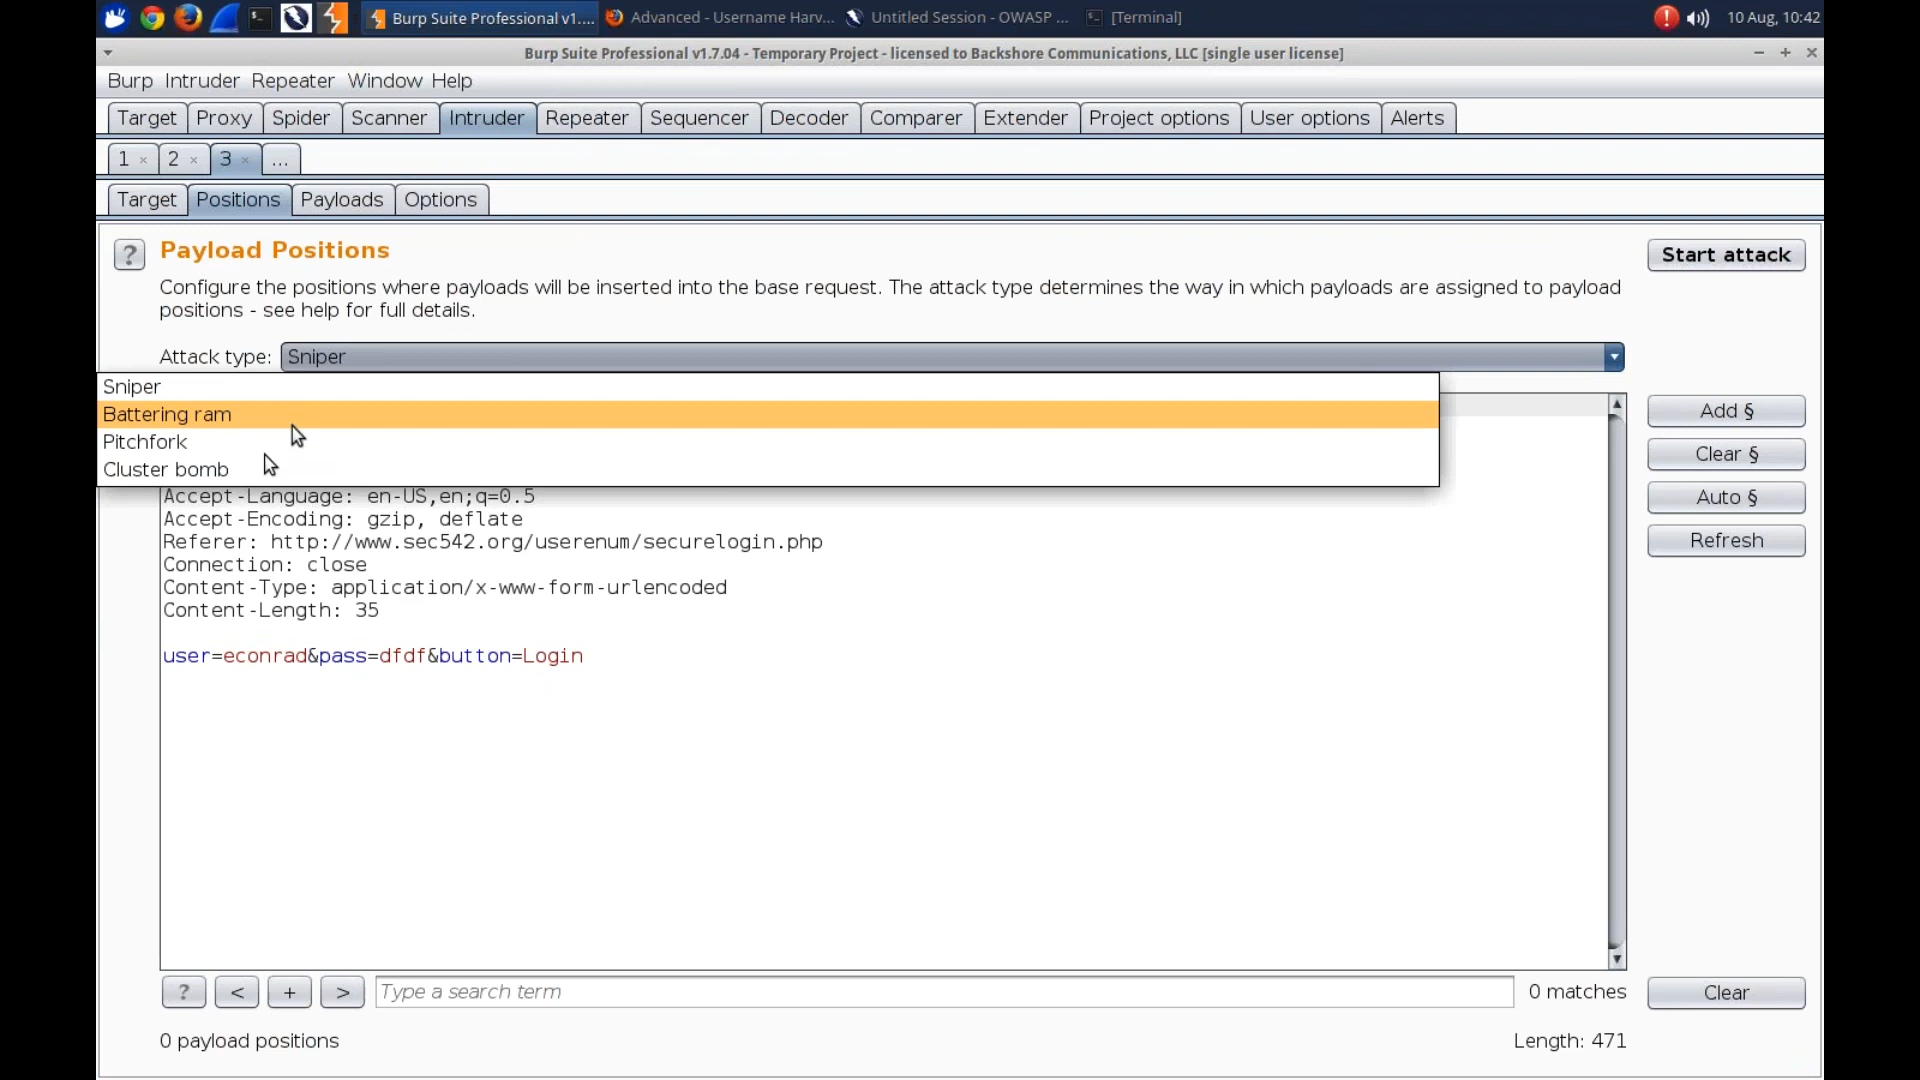 Burp Suite Professional v1.... Advanced - Username Harv... Untitled Session - OWASP ... [Terminal] 10 Aug, 10:42
Burp Suite Professional v1.7.04 - Temporary Project - licensed to Backshore Communications, LLC [single user license]
Burp Intruder Repeater Window Help
Target Proxy Spider Scanner Intruder Repeater Sequencer Decoder Comparer Extender Project options User options Alerts
1 × 2 × 3 × ...
Target Positions Payloads Options
? Payload Positions Start attack
Configure the positions where payloads will be inserted into the base request. The attack type determines the way in which payloads are assigned to payload
positions - see help for full details.
Attack type: Sniper
Sniper
Battering ram Add §
Pitchfork Clear §
Cluster bomb
Accept-Language: en-US,en;q=0.5 Auto §
Accept-Encoding: gzip, deflate
Referer: http://www.sec542.org/userenum/securelogin.php Refresh
Connection: close
Content-Type: application/x-www-form-urlencoded
Content-Length: 35
user=econrad&pass=dfdf&button=Login
? < + > Type a search term 0 matches Clear
0 payload positions Length: 471